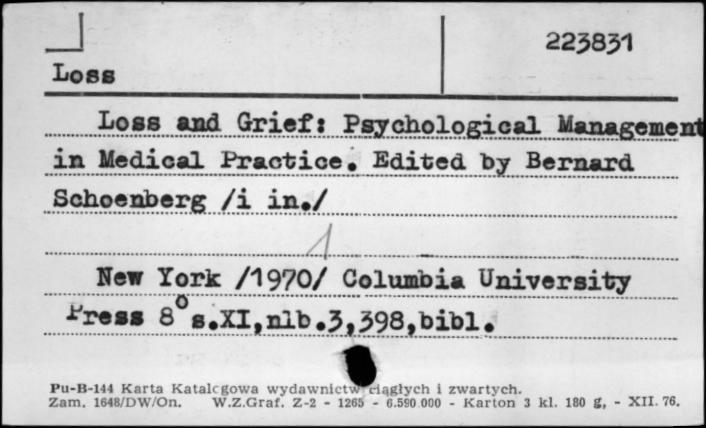 223831
Loss
Loss and Grief: Psychological Management
in Medical Practice. Edited by Bernard
Schoenberg /i in./
New York /1970/ Columbia University
Press 8° s.XI,nlb.3,398,bibl.
Pu-B-144 Karta Katalogowa wydawnictw ciągłych i zwartych.
Zam. 1648/DW/On. W.Z.Graf. Z-2 - 1265 - 6.590.000 - Karton 3 kl. 180 g, - XII. 76.